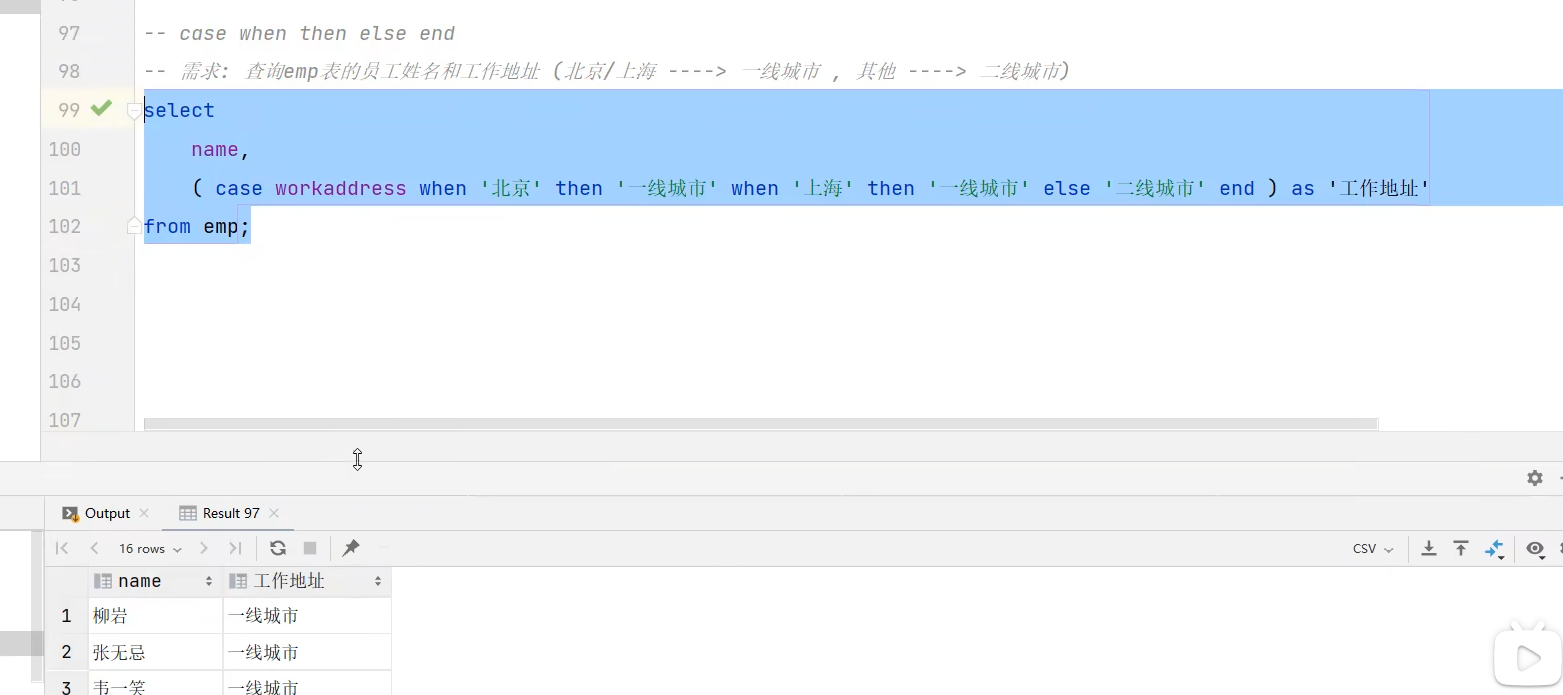 97 -- case when then else end
98 -- 需求: 查询emp表的员工姓名和工作地址 (北京/上海 ----> 一线城市 , 其他 ----> 二线城市)
99 select
100 name,
101 ( case workaddress when '北京' then '一线城市' when '上海' then '一线城市' else '二线城市' end ) as '工作地址'
102 from emp;
103
104
105
106
107
Output Result 97
16 rows CSV
name 工作地址
1 柳岩 一线城市
2 张无忌 一线城市
3 韦一笑 一线城市